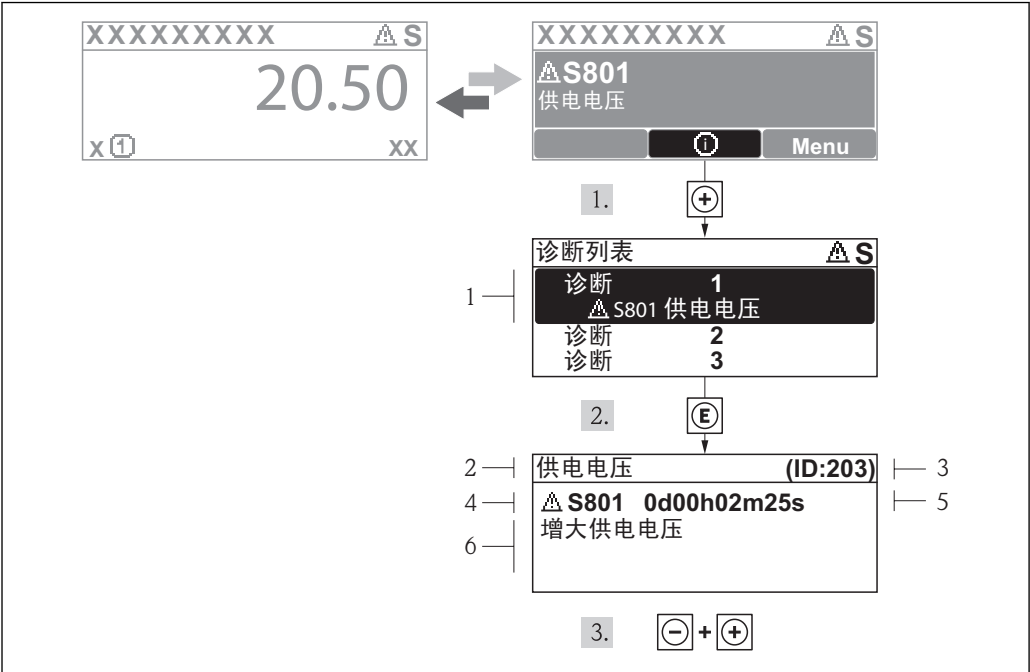 XXXXXXXXX ⚠ S
20.50
x ① xx
XXXXXXXXX ⚠ S
⚠ S801
供电电压
ⓘ Menu
1. +
诊断列表 ⚠ S
诊断 1
1
⚠ S801 供电电压
诊断 2
诊断 3
2. E
2 供电电压 (ID:203) 3
4 ⚠ S801 0d00h02m25s 5
增大供电电压
6
3. - + +